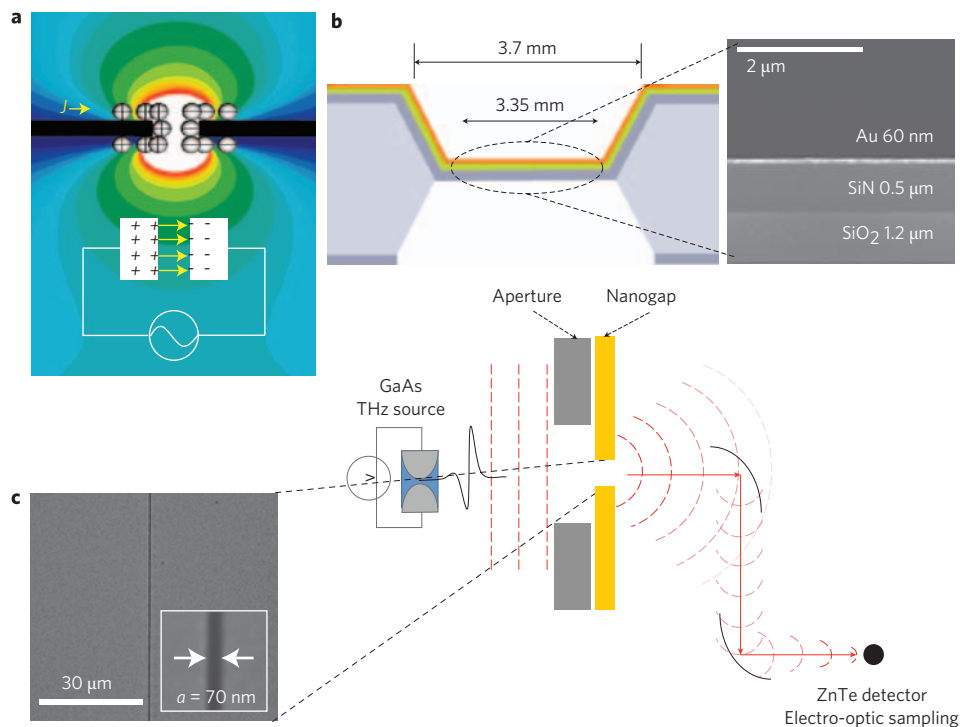 a
J
+ + - -
+ + - -
+ + - -
+ + - -
b
3.7 mm
3.35 mm
2 μm
Au 60 nm
SiN 0.5 μm
SiO2 1.2 μm
Aperture
Nanogap
GaAs
THz source
V
c
30 μm
a = 70 nm
ZnTe detector
Electro-optic sampling